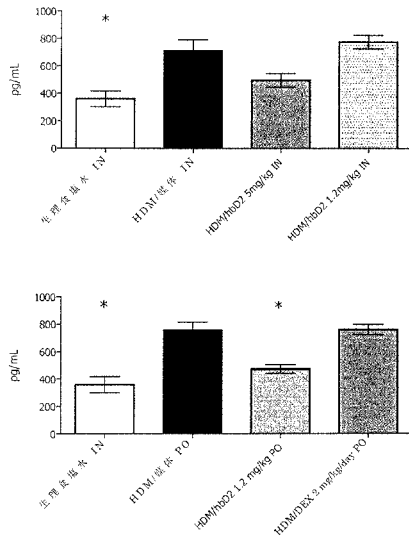 800
600
400
200
0
pg/mL
*
生理食塩水 IN
HDM/媒体 IN
HDM/hbD2 5mg/kg IN
HDM/hbD2 1.2mg/kg IN
1000
800
600
400
200
0
pg/mL
*
*
生理食塩水 IN
HDM/媒体 PO
HDM/hbD2 1.2 mg/kg PO
HDM/DEX 2 mg/kg/day PO